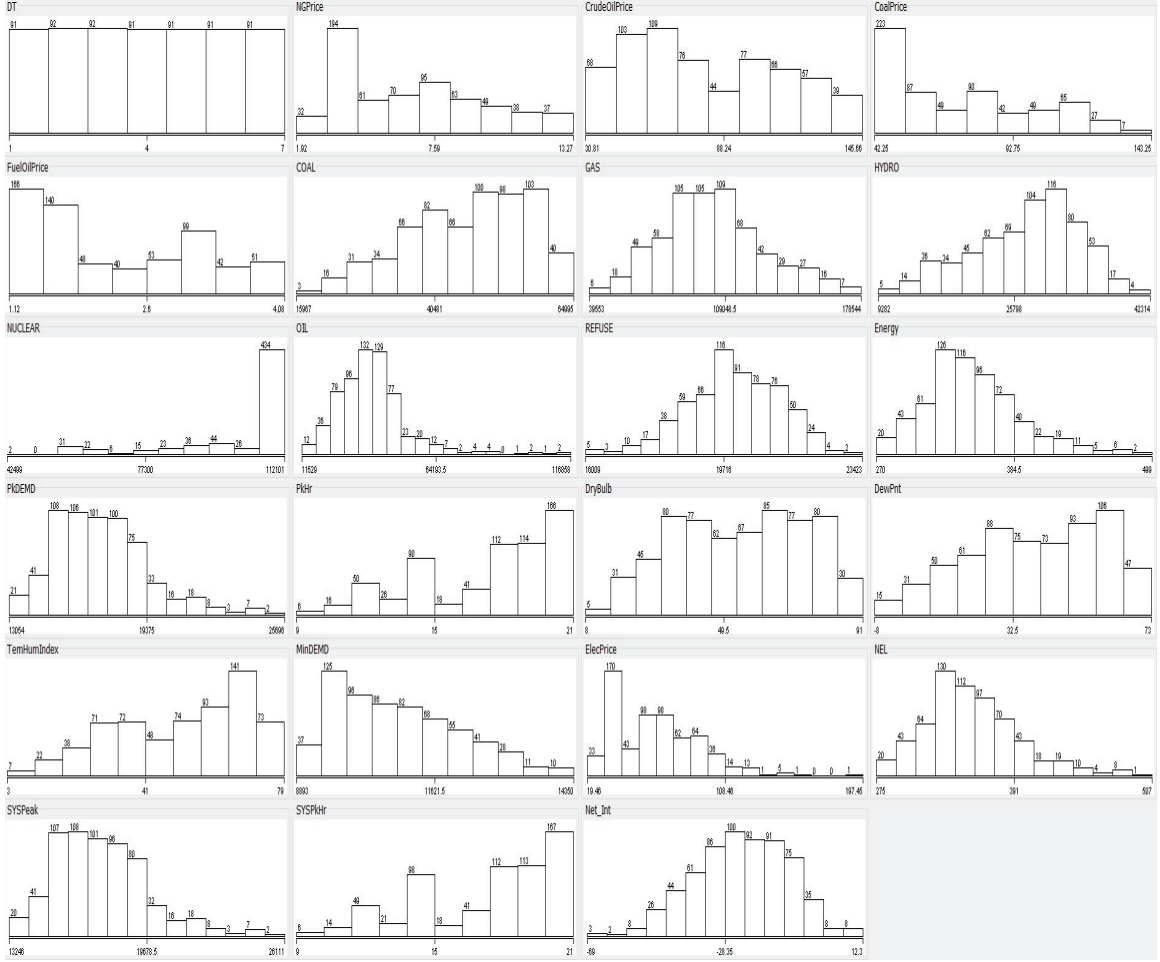 DT
91 92 92 91 91 91 91
1 4 7
NGPrice
32 194 61 70 95 63 49 38 37
1.92 7.59 13.27
CrudeOilPrice
68 103 109 76 44 77 66 57 39
30.81 88.24 145.66
CoalPrice
223 87 49 90 42 49 65 27 7
42.25 92.75 143.25
FuelOilPrice
166 140 48 40 53 99 42 51
1.12 2.6 4.08
COAL
3 16 31 34 66 82 66 100 98 103 40
15967 40481 64995
GAS
6 18 49 58 105 105 109 68 42 29 27 16 7
39553 109048.5 178544
HYDRO
5 14 36 34 45 62 69 104 116 80 53 17 4
9282 25798 42314
NUCLEAR
2 0 31 22 6 15 23 36 44 26 434
42499 77300 112101
OIL
12 36 79 96 132 129 77 23 20 12 7 2 4 4 0 1 2 1 2
11529 64193.5 116858
REFUSE
5 3 10 17 38 59 66 116 91 78 76 50 24 4 2
16009 19716 23423
Energy
20 43 61 126 116 96 72 40 22 19 11 5 6 2
270 384.5 499
PkDEMD
21 41 108 106 101 100 75 33 16 18 8 3 7 2
13054 19375 25696
PkHr
6 16 50 26 90 18 41 112 114 166
9 15 21
DryBulb
5 31 45 80 77 62 67 85 77 80 30
8 49.5 91
DewPnt
15 31 50 61 88 75 73 93 106 47
-8 32.5 73
TemHumIndex
7 22 38 71 72 48 74 93 141 73
3 41 79
MinDEMD
37 125 96 86 82 68 55 41 28 11 10
8893 11621.5 14350
ElecPrice
33 170 43 98 98 62 64 36 14 13 1 5 1 0 0 1
19.46 108.46 197.45
NEL
20 43 64 130 112 97 70 43 18 19 10 4 8 1
275 391 507
SYSPeak
20 41 107 108 101 96 80 32 16 18 8 3 7 2
13246 19678.5 26111
SYSPkHr
6 14 49 21 98 18 41 112 113 167
9 15 21
Net_Int
3 2 8 26 44 61 86 100 92 91 75 35 8 8
-69 -28.35 12.3